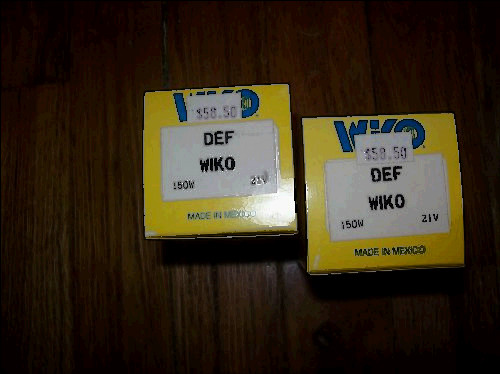 WIKO
$58.50
DEF
WIKO
150W 21V
MADE IN MEXICO
WIKO
$58.50
DEF
WIKO
150W 21V
MADE IN MEXICO